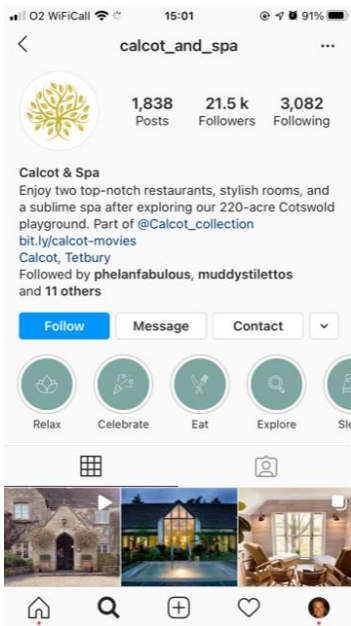 O2 WiFiCall 15:01 91%
calcot_and_spa
1,838 21.5 k 3,082
Posts Followers Following
Calcot & Spa
Enjoy two top-notch restaurants, stylish rooms, and
a sublime spa after exploring our 220-acre Cotswold
playground. Part of @Calcot_collection
bit.ly/calcot-movies
Calcot, Tetbury
Followed by phelanfabulous, muddystilettos
and 11 others
Follow Message Contact
Relax Celebrate Eat Explore Sle